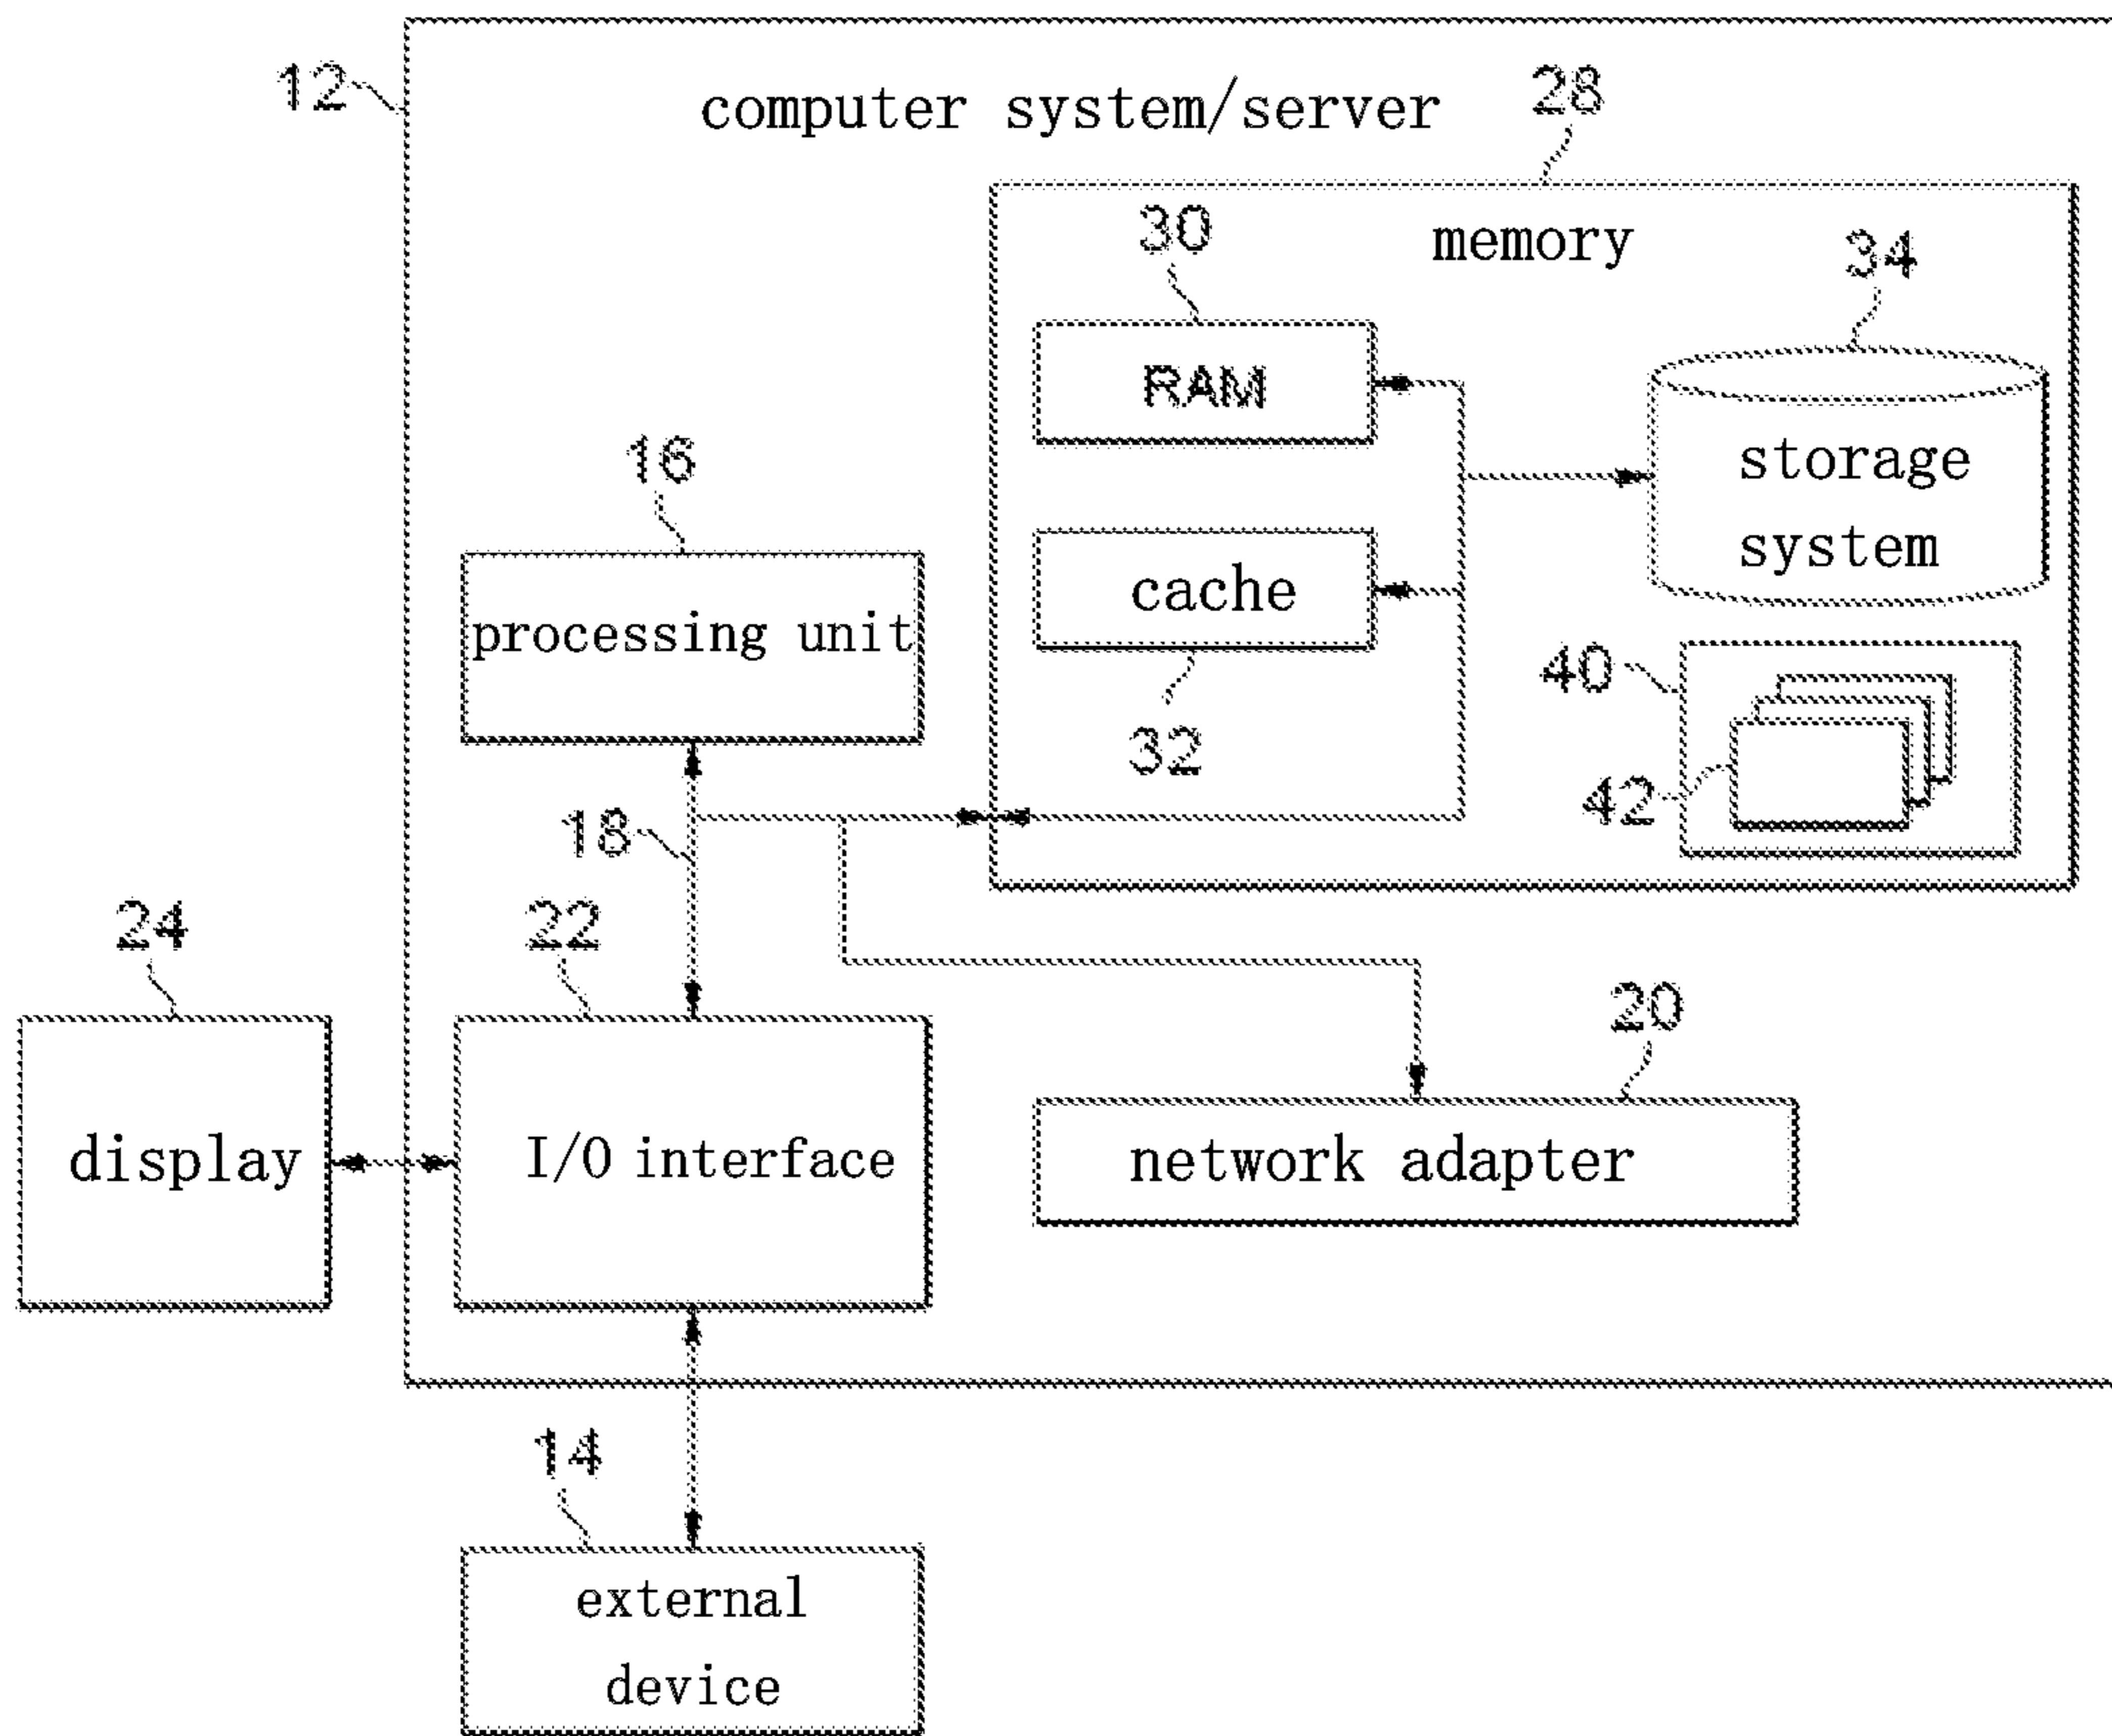 12
computer system/server
28
30
memory
34
RAM
16
storage
system
cache
processing unit
40
32
42
18
24
22
20
display
I/O interface
network adapter
14
external
device